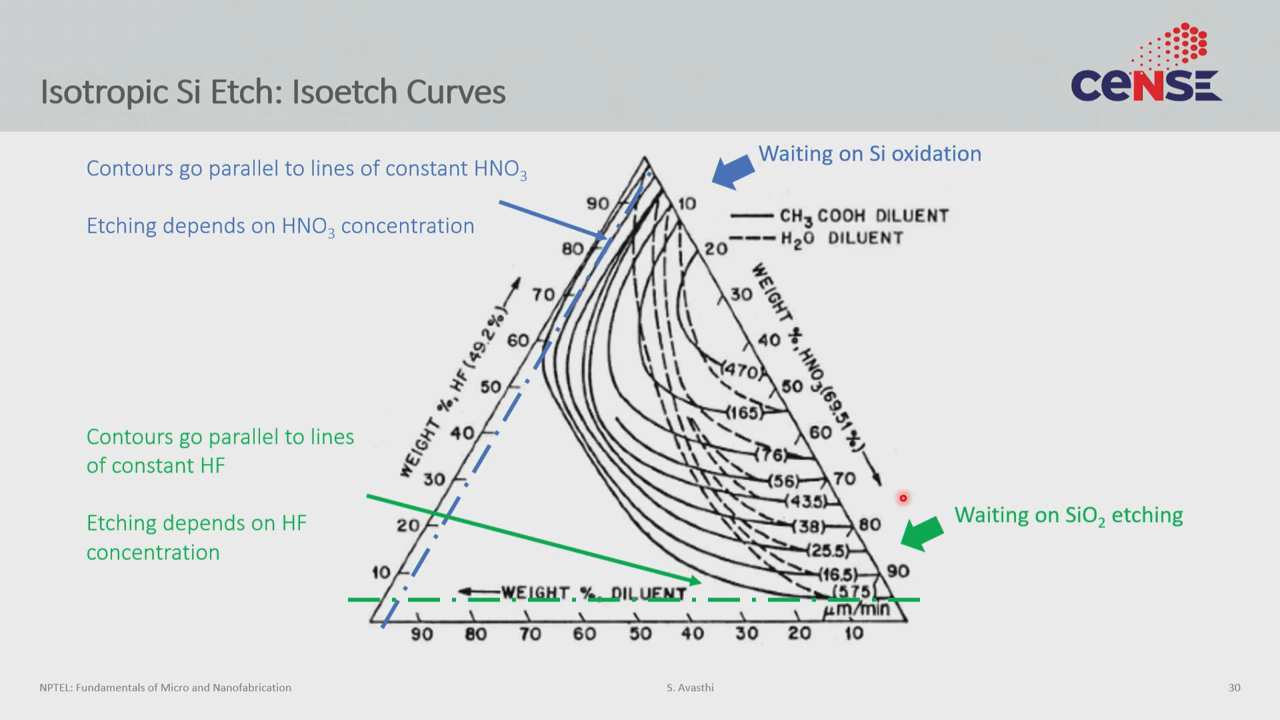 Isotropic Si Etch: Isoetch Curves
ceNSE
Contours go parallel to lines of constant HNO3
Etching depends on HNO3 concentration
Waiting on Si oxidation
CH3 COOH DILUENT
H2O DILUENT
90
80
70
60
50
40
30
20
10
WEIGHT %, HF (49.2%)
10
20
30
40
50
60
70
80
90
WEIGHT %, HNO3 (69.51%)
(470)
(165)
(76)
(56)
(43.5)
(38)
(25.5)
(16.5)
(575)
μm/min
WEIGHT %, DILUENT
90 80 70 60 50 40 30 20 10
Contours go parallel to lines
of constant HF
Etching depends on HF
concentration
Waiting on SiO2 etching
NPTEL: Fundamentals of Micro and Nanofabrication
S. Avasthi
30